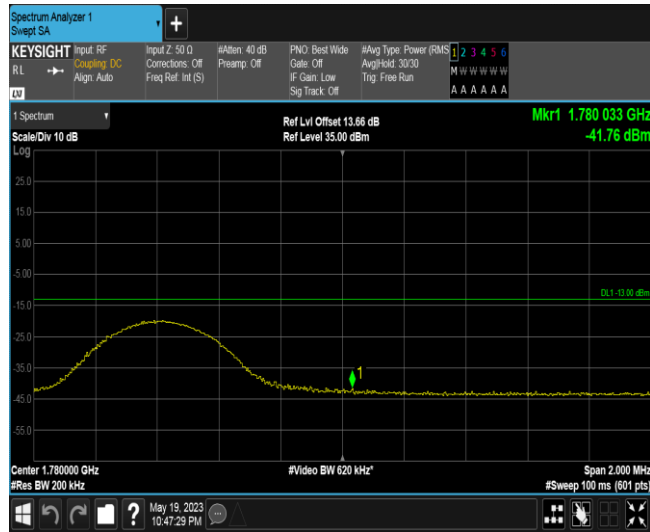 Spectrum Analyzer 1
Swept SA
+
KEYSIGHT
RL
LXI
Input: RF
Coupling: DC
Align: Auto
Input Z: 50 Ω
Corrections: Off
Freq Ref: Int (S)
#Atten: 40 dB
Preamp: Off
PNO: Best Wide
Gate: Off
IF Gain: Low
Sig Track: Off
#Avg Type: Power (RMS
Avg|Hold: 30/30
Trig: Free Run
1 2 3 4 5 6
M W W W W W
A A A A A A
1 Spectrum
Scale/Div 10 dB
Log
Ref Lvl Offset 13.66 dB
Ref Level 35.00 dBm
Mkr1 1.780 033 GHz
-41.76 dBm
25.0
15.0
5.00
-5.00
DL1 -13.00 dBm
-15.0
-25.0
-35.0
1
-45.0
-55.0
Center 1.780000 GHz
#Res BW 200 kHz
#Video BW 620 kHz*
Span 2.000 MHz
#Sweep 100 ms (601 pts)
?
May 19, 2023
10:47:29 PM